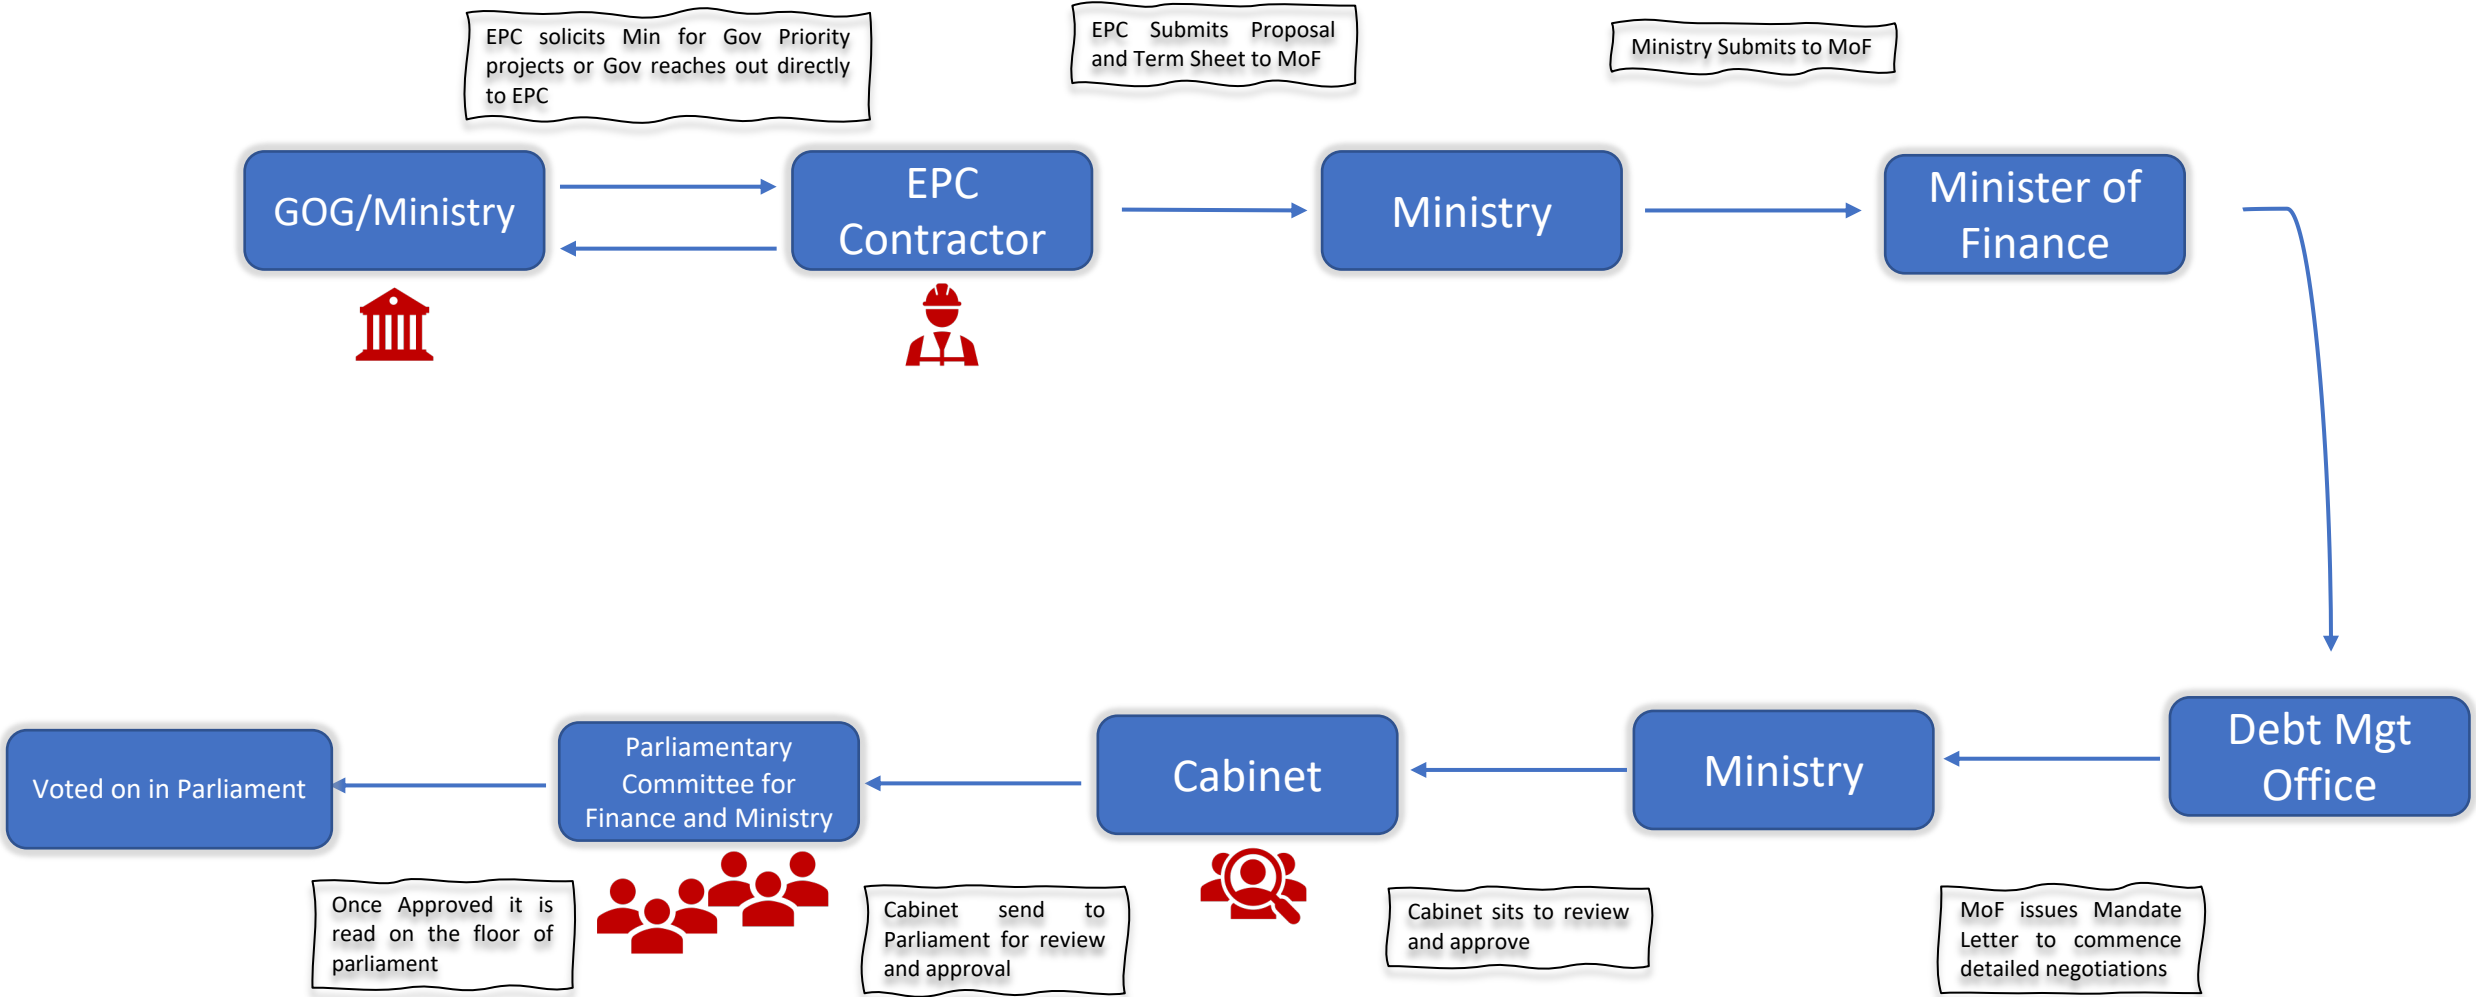 EPC solicits Min for Gov Priority
projects or Gov reaches out directly
to EPC
EPC Submits Proposal
and Term Sheet to MoF
Ministry Submits to MoF
GOG/Ministry
EPC
Contractor
Ministry
Minister of
Finance
Voted on in Parliament
Parliamentary
Committee for
Finance and Ministry
Cabinet
Ministry
Debt Mgt
Office
Once Approved it is
read on the floor of
parliament
Cabinet send to
Parliament for review
and approval
Cabinet sits to review
and approve
MoF issues Mandate
Letter to commence
detailed negotiations